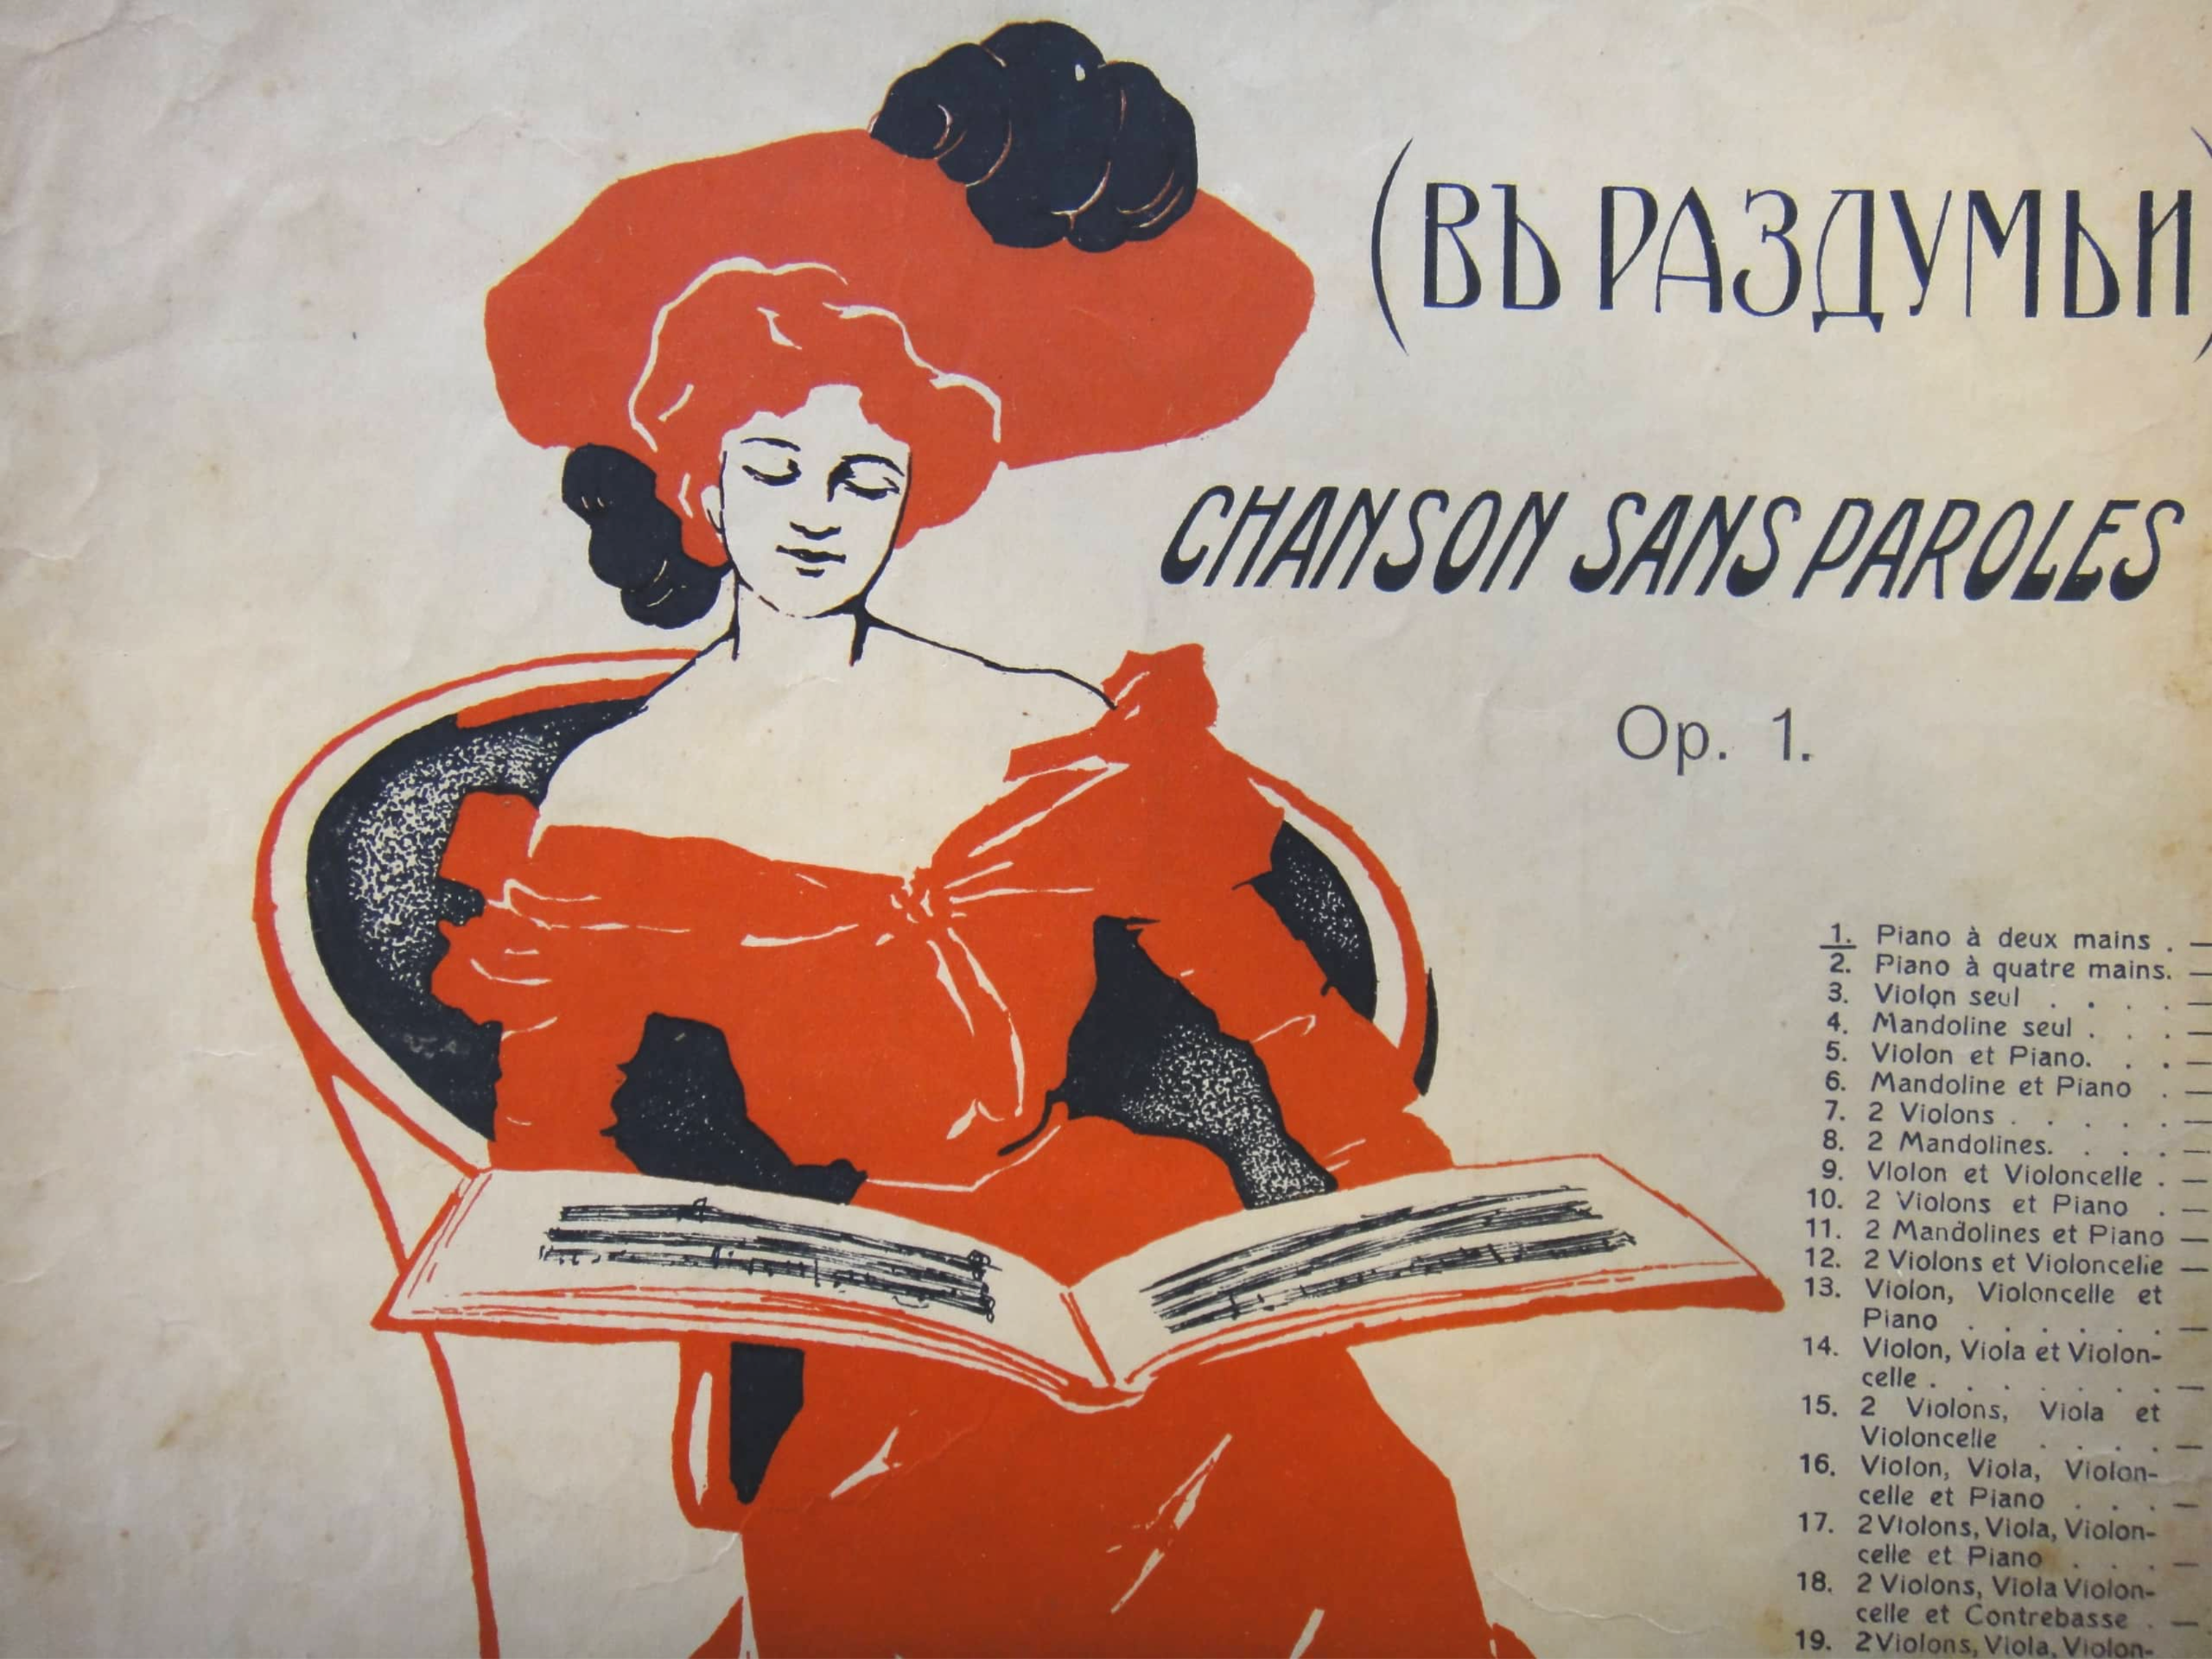 (ВЪ РАЗДУМЬИ)
CHANSON SANS PAROLES
Op. 1.
1. Piano à deux mains . —
2. Piano à quatre mains. —
3. Violon seul . . . . —
4. Mandoline seul . . . —
5. Violon et Piano. . . —
6. Mandoline et Piano . —
7. 2 Violons . . . . . —
8. 2 Mandolines. . . . —
9. VIolon et Violoncelle . —
10. 2 Violons et Piano . —
11. 2 Mandolines et Piano —
12. 2 Violons et Violoncelie —
13. Violon, Violoncelle et
Piano . . . . . . —
14. Violon, Viola et Violon-
celle . . . . . . . —
15. 2 Violons, Viola et
Violoncelle . . . . —
16. Violon, Viola, Violon-
celle et Piano . . . —
17. 2 Violons, Viola, Violon-
celle et Piano . . . —
18. 2 Violons, Viola Violon-
celle et Contrebasse . —
19. 2 Violons, Viola, Violon-